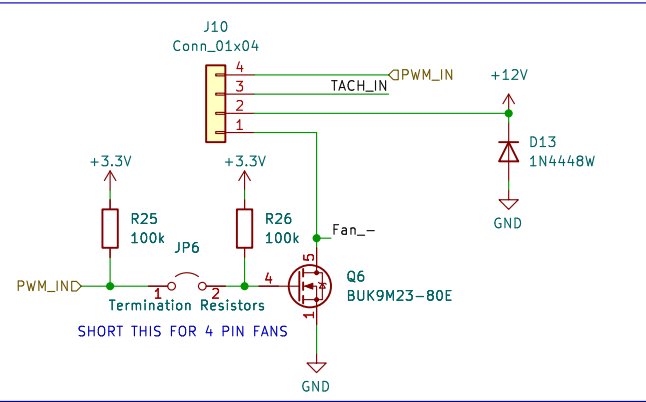 J10
Conn_01x04
4
PWM_IN
3
TACH_IN
2
1
+12V
D13
1N4448W
GND
+3.3V
+3.3V
R25
100k
R26
100k
JP6
Fan_-
PWM_IN
1
2
4
5
Q6
BUK9M23-80E
1
Termination Resistors
SHORT THIS FOR 4 PIN FANS
GND